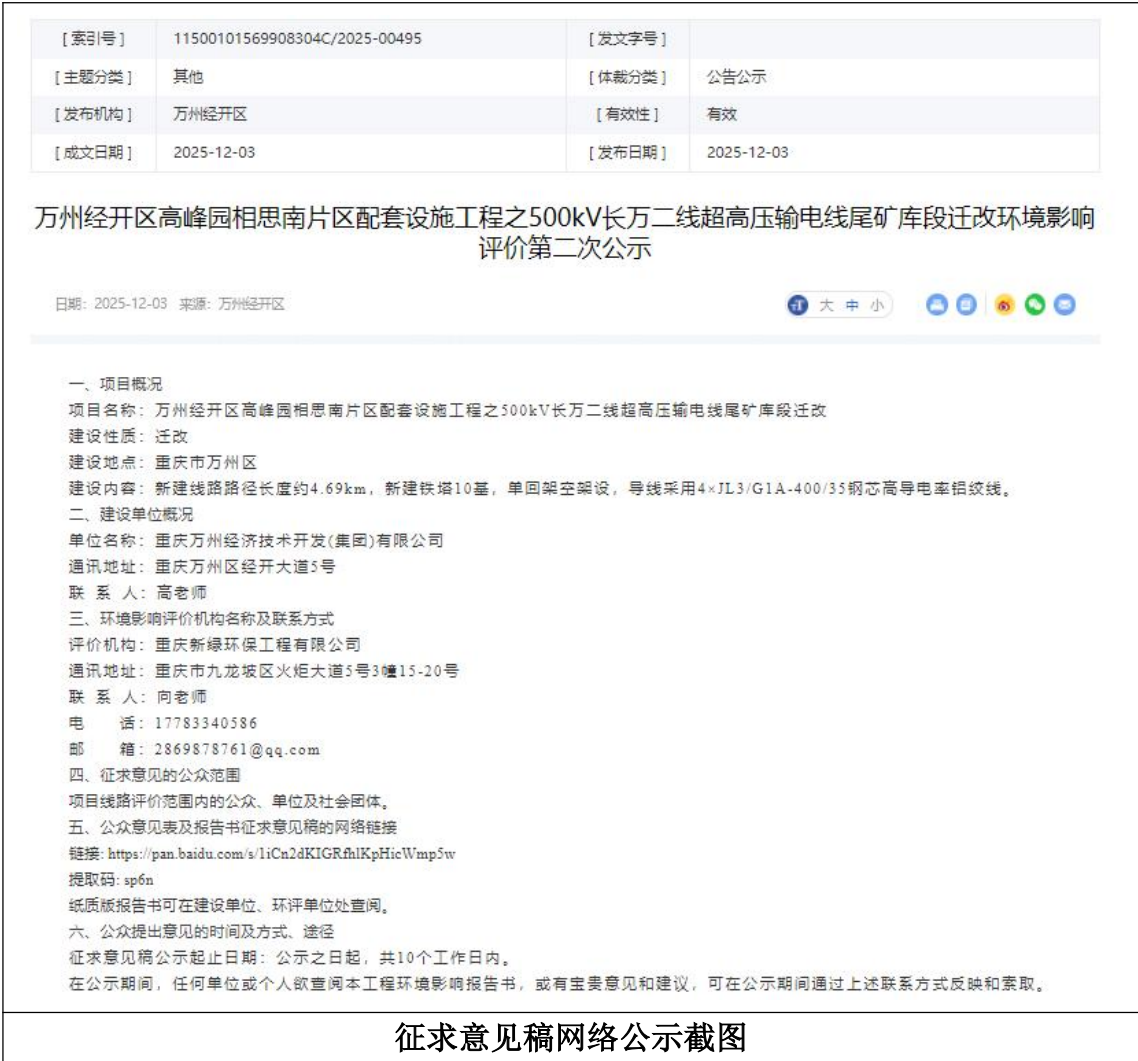 [索引号] 11500101569908304C/2025-00495 [发文字号]
[主题分类] 其他 [体裁分类] 公告公示
[发布机构] 万州经开区 [有效性] 有效
[成文日期] 2025-12-03 [发布日期] 2025-12-03
万州经开区高峰园相思南片区配套设施工程之500kV长万二线超高压输电线尾矿库段迁改环境影响
评价第二次公示
日期: 2025-12-03 来源: 万州经开区 大 中 小
一、项目概况
项目名称：万州经开区高峰园相思南片区配套设施工程之500kV长万二线超高压输电线尾矿库段迁改
建设性质：迁改
建设地点：重庆市万州区
建设内容：新建线路路径长度约4.69km，新建铁塔10基，单回架空架设，导线采用4×JL3/G1A-400/35钢芯高导电率铝绞线。
二、建设单位概况
单位名称：重庆万州经济技术开发(集团)有限公司
通讯地址：重庆万州区经开大道5号
联 系 人：高老师
三、环境影响评价机构名称及联系方式
评价机构：重庆新绿环保工程有限公司
通讯地址：重庆市九龙坡区火炬大道5号3幢15-20号
联 系 人：向老师
电 话：17783340586
邮 箱：2869878761@qq.com
四、征求意见的公众范围
项目线路评价范围内的公众、单位及社会团体。
五、公众意见表及报告书征求意见稿的网络链接
链接: https://pan.baidu.com/s/1iCn2dKIGRfhlKpHicWmp5w
提取码: sp6n
纸质版报告书可在建设单位、环评单位处查阅。
六、公众提出意见的时间及方式、途径
征求意见稿公示起止日期：公示之日起，共10个工作日内。
在公示期间，任何单位或个人欲查阅本工程环境影响报告书，或有宝贵意见和建议，可在公示期间通过上述联系方式反映和索取。
征求意见稿网络公示截图